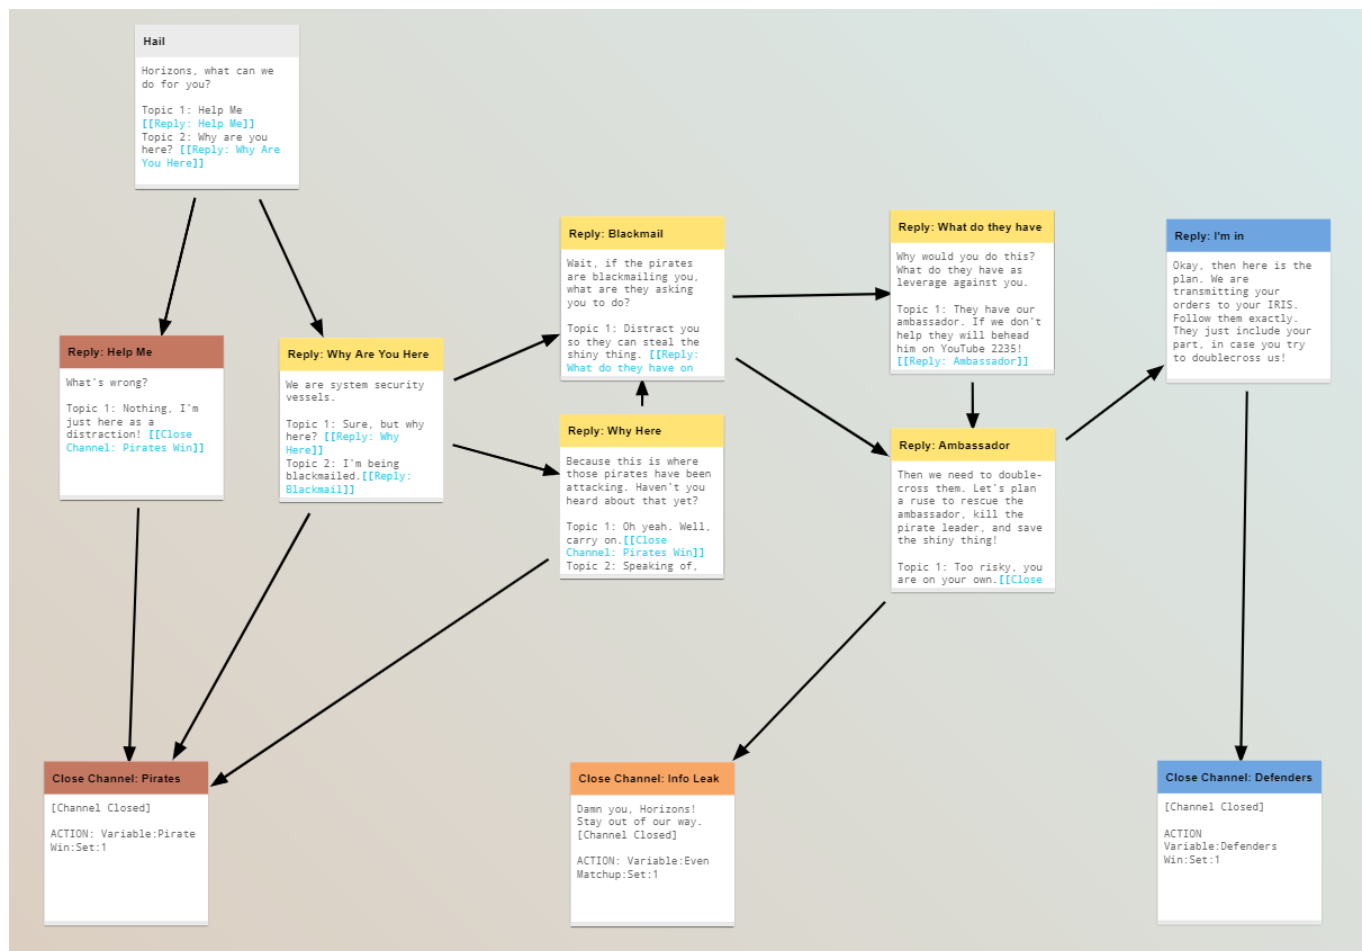 Hail
Horizons, what can we
do for you?
Topic 1: Help Me
[[Reply: Help Me]]
Topic 2: Why are you
here? [[Reply: Why Are
You Here]]
Reply: Help Me
What's wrong?
Topic 1: Nothing, I'm
just here as a
distraction! [[Close
Channel: Pirates Win]]
Reply: Why Are You Here
We are system security
vessels.
Topic 1: Sure, but why
here? [[Reply: Why
Here]]
Topic 2: I'm being
blackmailed.[[Reply:
Blackmail]]
Reply: Blackmail
Wait, if the pirates
are blackmailing you,
what are they asking
you to do?
Topic 1: Distract you
so they can steal the
shiny thing. [[Reply:
What do they have on
Reply: Why Here
Because this is where
those pirates have been
attacking. Haven't you
heard about that yet?
Topic 1: Oh yeah. Well,
carry on.[[Close
Channel: Pirates Win]]
Topic 2: Speaking of,
Reply: What do they have
Why would you do this?
What do they have as
leverage against you.
Topic 1: They have our
ambassador. If we don't
help they will behead
him on YouTube 2235!
[[Reply: Ambassador]]
Reply: Ambassador
Then we need to double-
cross them. Let's plan
a ruse to rescue the
ambassador, kill the
pirate leader, and save
the shiny thing!
Topic 1: Too risky, you
are on your own.[[Close
Reply: I'm in
Okay, then here is the
plan. We are
transmitting your
orders to your IRIS.
Follow them exactly.
They just include your
part, in case you try
to doublecross us!
Close Channel: Pirates
[Channel Closed]
ACTION: Variable:Pirate
Win:Set:1
Close Channel: Info Leak
Damn you, Horizons!
Stay out of our way.
[Channel Closed]
ACTION: Variable:Even
Matchup:Set:1
Close Channel: Defenders
[Channel Closed]
ACTION
Variable:Defenders
Win:Set:1